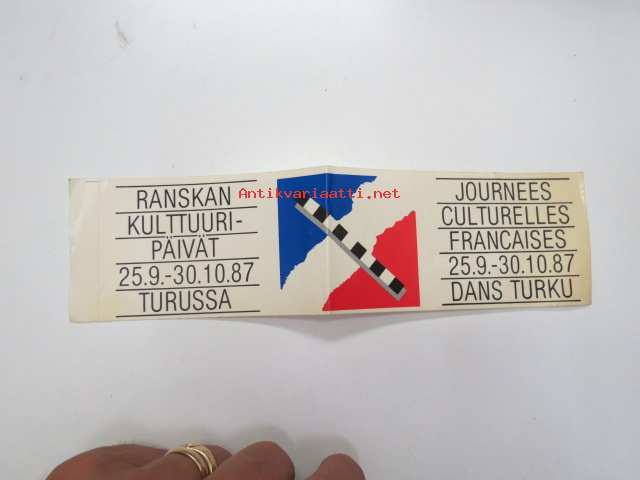 RANSKAN
KULTTUURI-
PÄIVÄT
25.9.-30.10.87
TURUSSA
Antikvariaatti.net
JOURNEES
CULTURELLES
FRANCAISES
25.9.-30.10.87
DANS TURKU